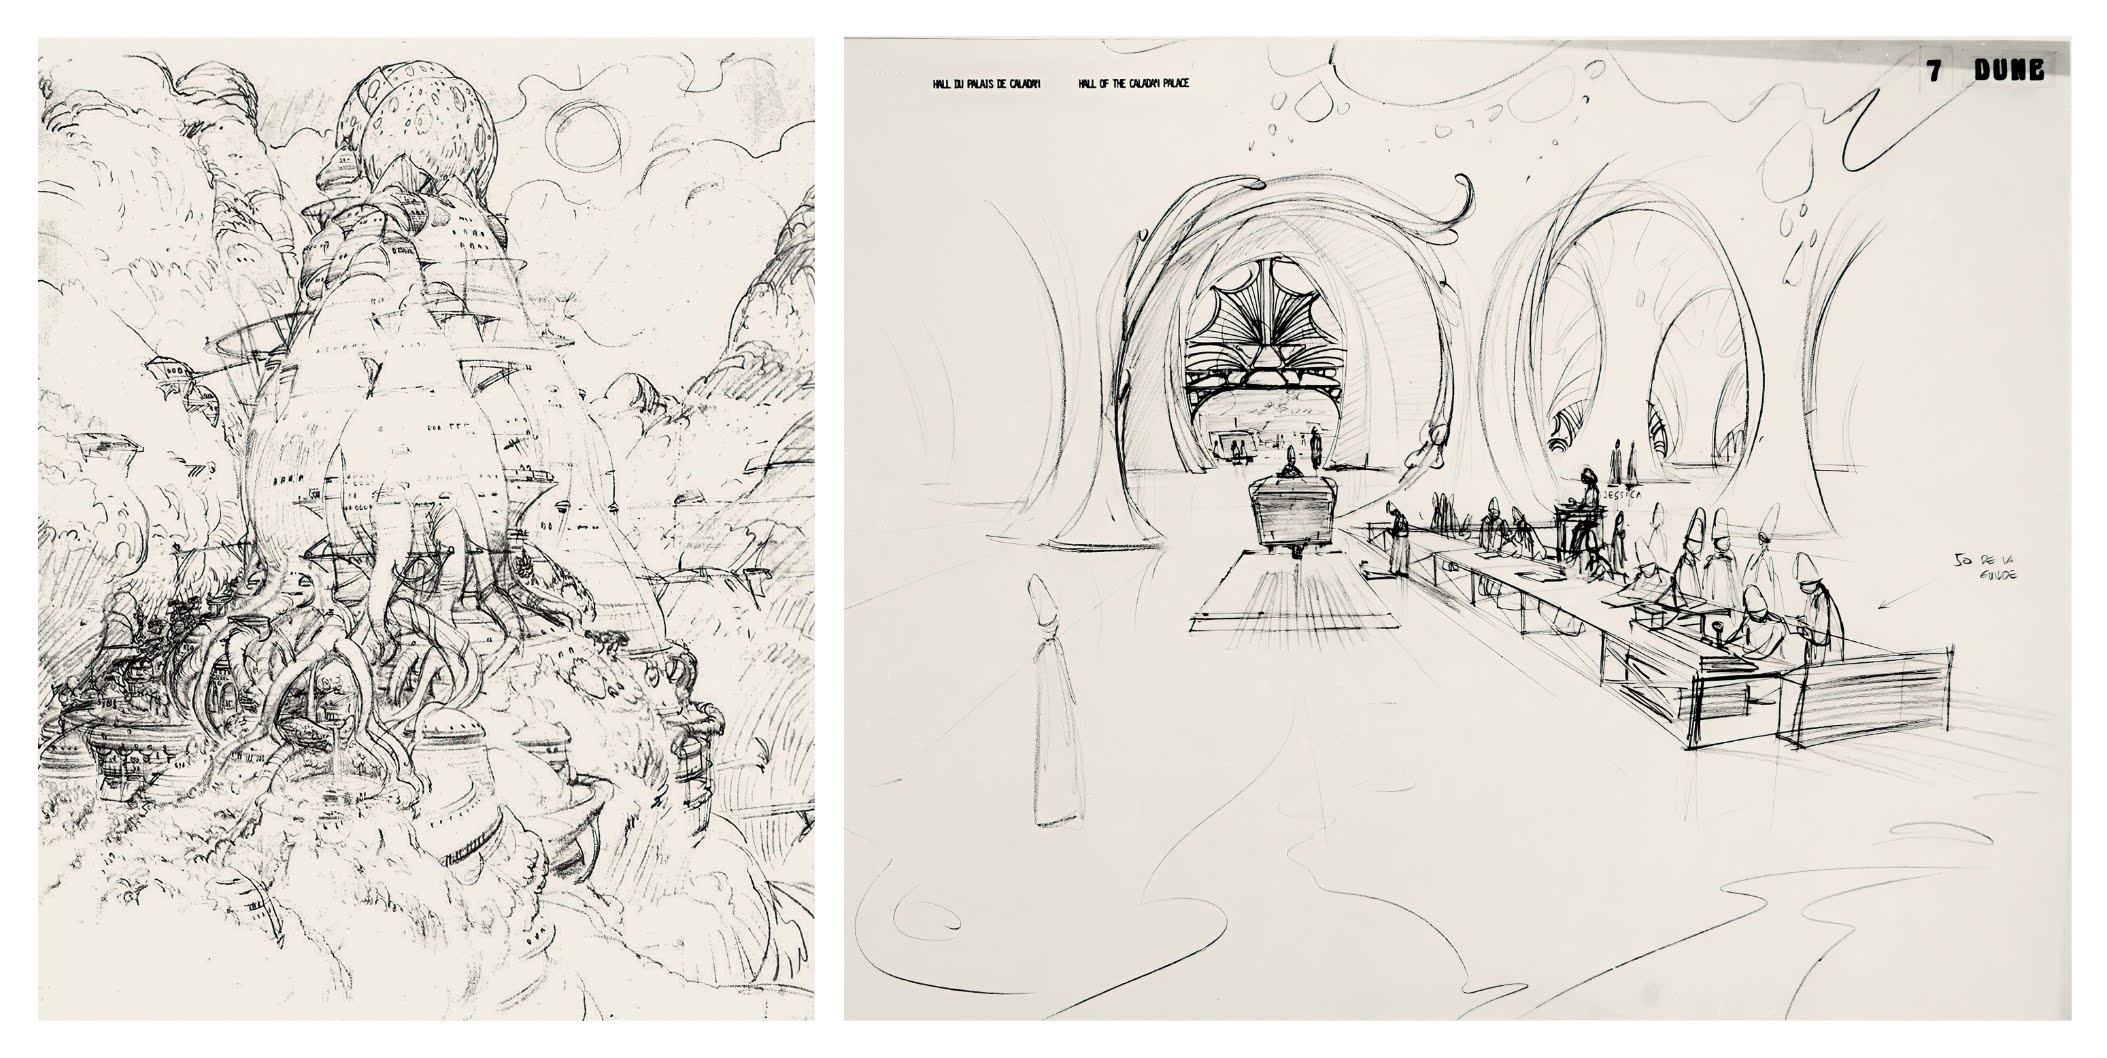 HALL DU PALAIS DE CALADAN HALL OF THE CALADAN PALACE
7 DUNE
JESSICA
50 DE LA
GUILDE